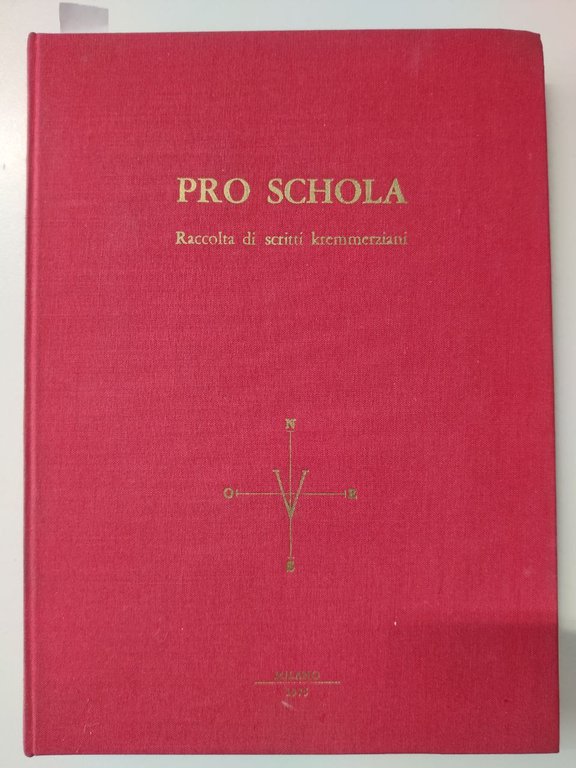 PRO SCHOLA
Raccolta di scritti kremmerziani
N
O V E
S
MILANO